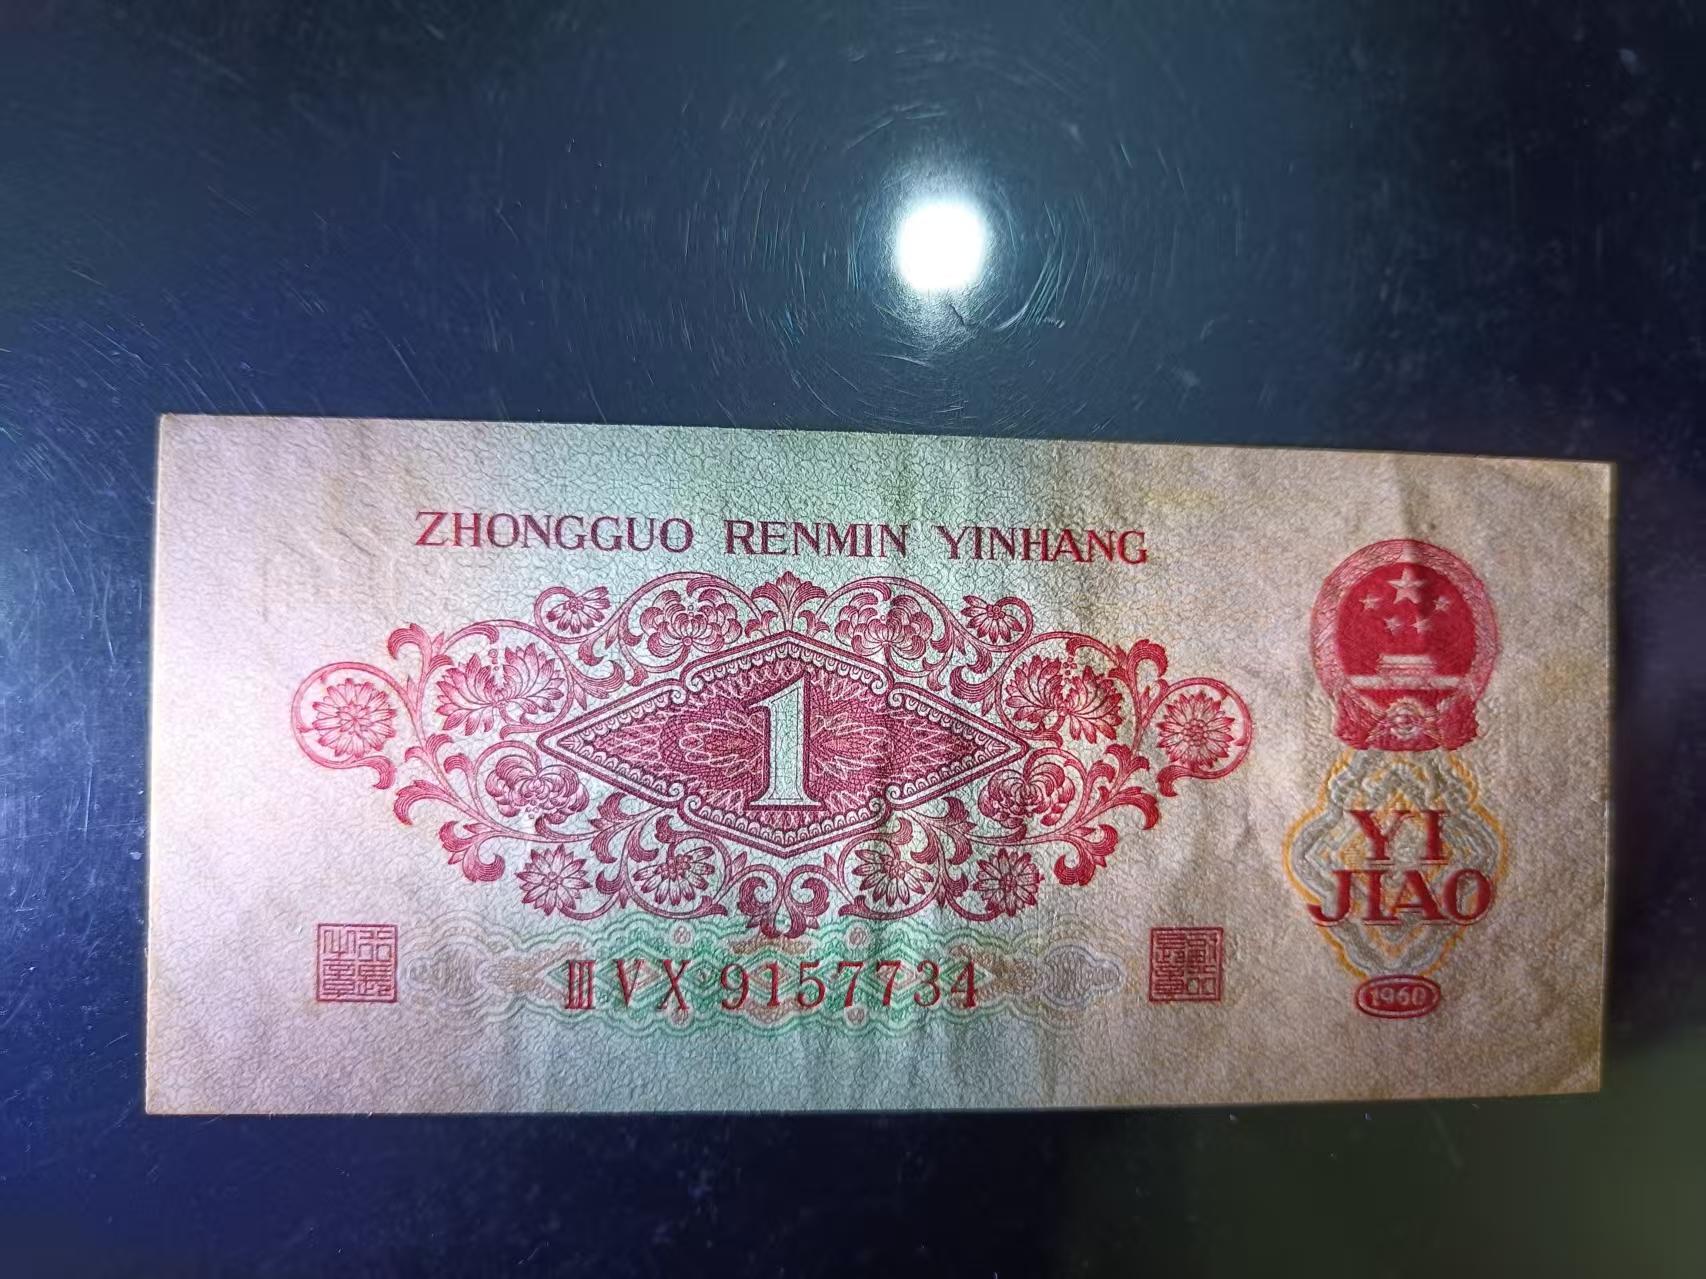 ZHONGGUO RENMIN YINHANG
1
YI
JIAO
III V X 9157734
1960